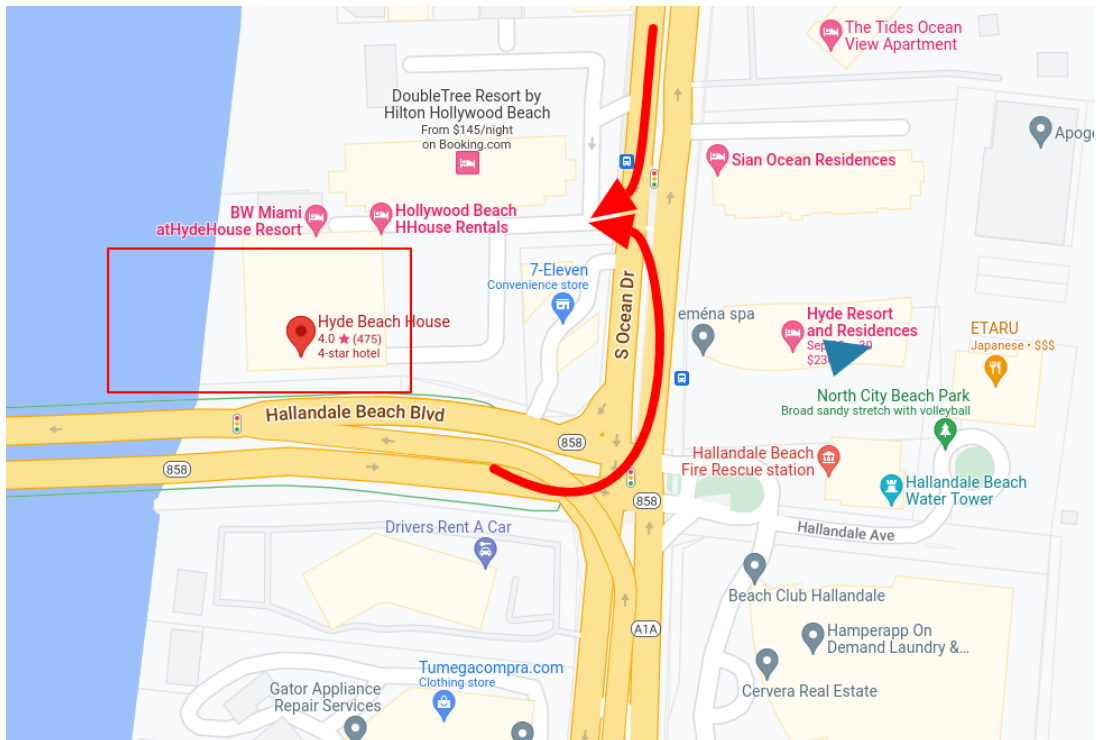 The Tides Ocean
View Apartment
DoubleTree Resort by
Hilton Hollywood Beach
From $145/night
on Booking.com
Sian Ocean Residences
BW Miami
atHydeHouse Resort
Hollywood Beach
HHouse Rentals
7-Eleven
Convenience store
S Ocean Dr
Hyde Beach House
4.0 ★ (475)
4-star hotel
eména spa
Hyde Resort
and Residences
ETARU
Japanese • $$$
North City Beach Park
Broad sandy stretch with volleyball
Hallandale Beach Blvd
858
858
858
Hallandale Beach
Fire Rescue station
Hallandale Beach
Water Tower
Drivers Rent A Car
Hallandale Ave
Beach Club Hallandale
A1A
Hamperapp On
Demand Laundry &...
Tumegacompra.com
Clothing store
Cervera Real Estate
Gator Appliance
Repair Services